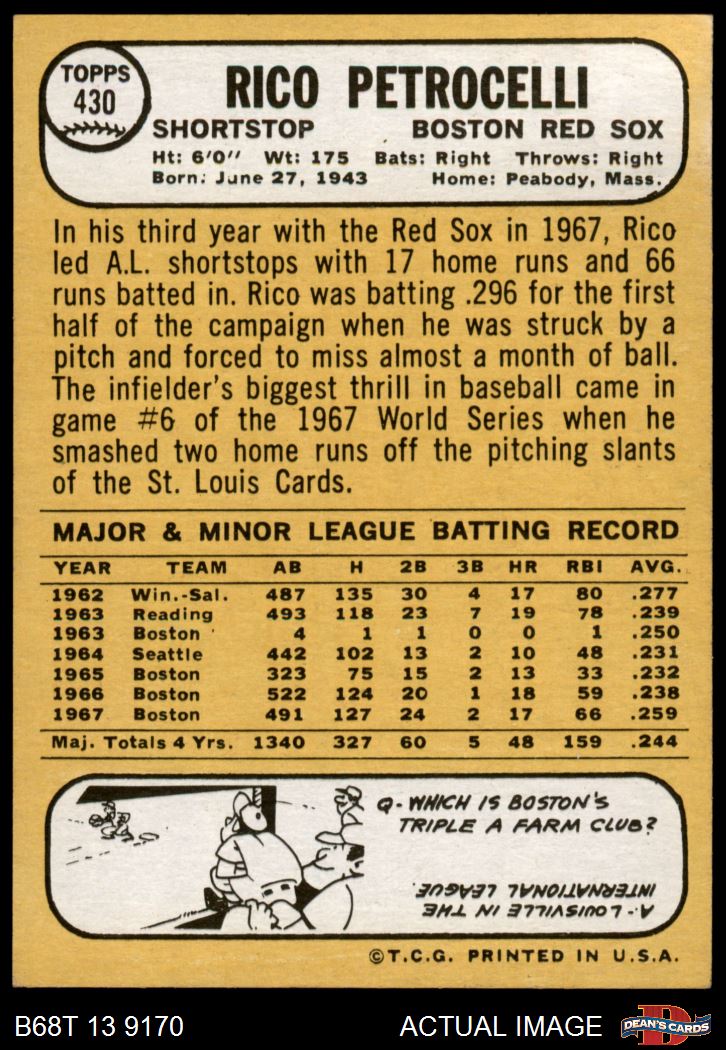 TOPPS
430
RICO PETROCELLI
SHORTSTOP BOSTON RED SOX
Ht: 6'0" Wt: 175 Bats: Right Throws: Right
Born: June 27, 1943 Home: Peabody, Mass.
In his third year with the Red Sox in 1967, Rico
led A.L. shortstops with 17 home runs and 66
runs batted in. Rico was batting .296 for the first
half of the campaign when he was struck by a
pitch and forced to miss almost a month of ball.
The infielder's biggest thrill in baseball came in
game #6 of the 1967 World Series when he
smashed two home runs off the pitching slants
of the St. Louis Cards.
MAJOR & MINOR LEAGUE BATTING RECORD
YEAR TEAM AB H 2B 3B HR RBI AVG.
1962 Win.-Sal. 487 135 30 4 17 80 .277
1963 Reading 493 118 23 7 19 78 .239
1963 Boston 4 1 1 0 0 1 .250
1964 Seattle 442 102 13 2 10 48 .231
1965 Boston 323 75 15 2 13 33 .232
1966 Boston 522 124 20 1 18 59 .238
1967 Boston 491 127 24 2 17 66 .259
Maj. Totals 4 Yrs. 1340 327 60 5 48 159 .244
Q-WHICH IS BOSTON'S
TRIPLE A FARM CLUB?
A-LOUISVILLE IN THE
INTERNATIONAL LEAGUE.
©T.C.G. PRINTED IN U.S.A.
B68T 13 9170 ACTUAL IMAGE
D
DEAN'S CARDS